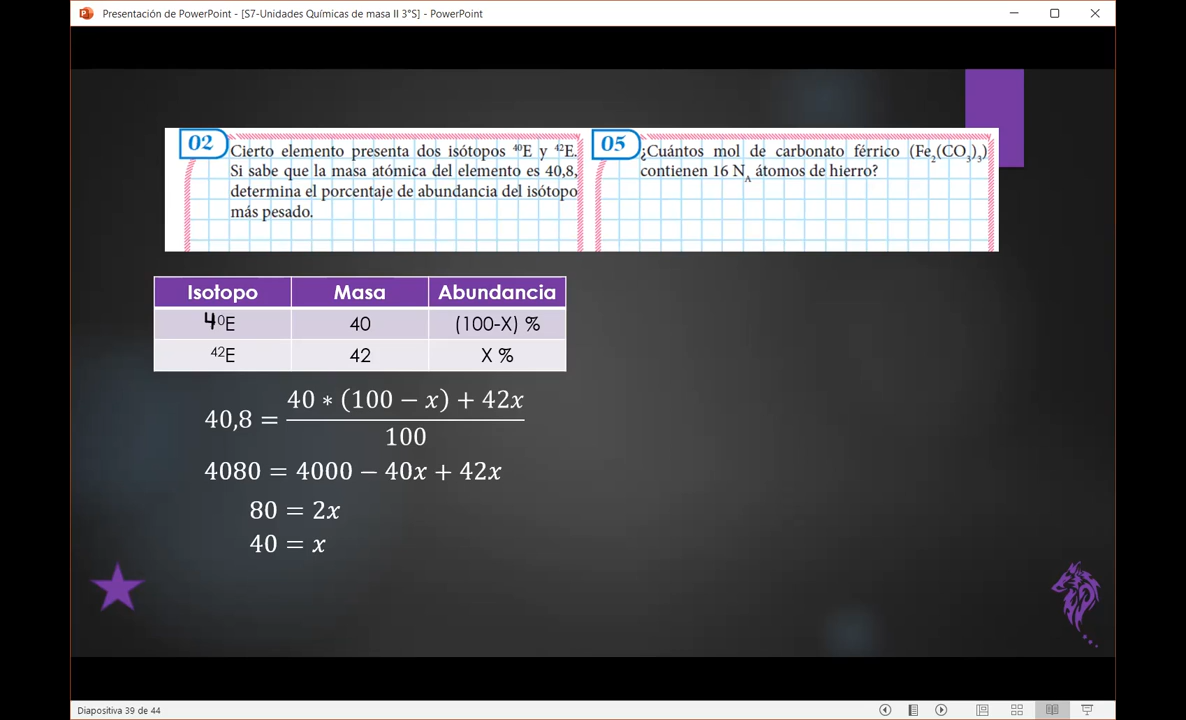 Presentación de PowerPoint - [S7-Unidades Químicas de masa II 3°S] - PowerPoint
02
Cierto elemento presenta dos isótopos ⁴⁰E y ⁴²E.
Si sabe que la masa atómica del elemento es 40,8,
determina el porcentaje de abundancia del isótopo
más pesado.
05
¿Cuántos mol de carbonato férrico (Fe₂(CO₃)₃)
contienen 16 N_A átomos de hierro?
Isotopo Masa Abundancia
⁴⁰E 40 (100-X) %
⁴²E 42 X %
40,8 = (40 ∗ (100 − x) + 42x) / 100
4080 = 4000 − 40x + 42x
80 = 2x
40 = x
Diapositiva 39 de 44